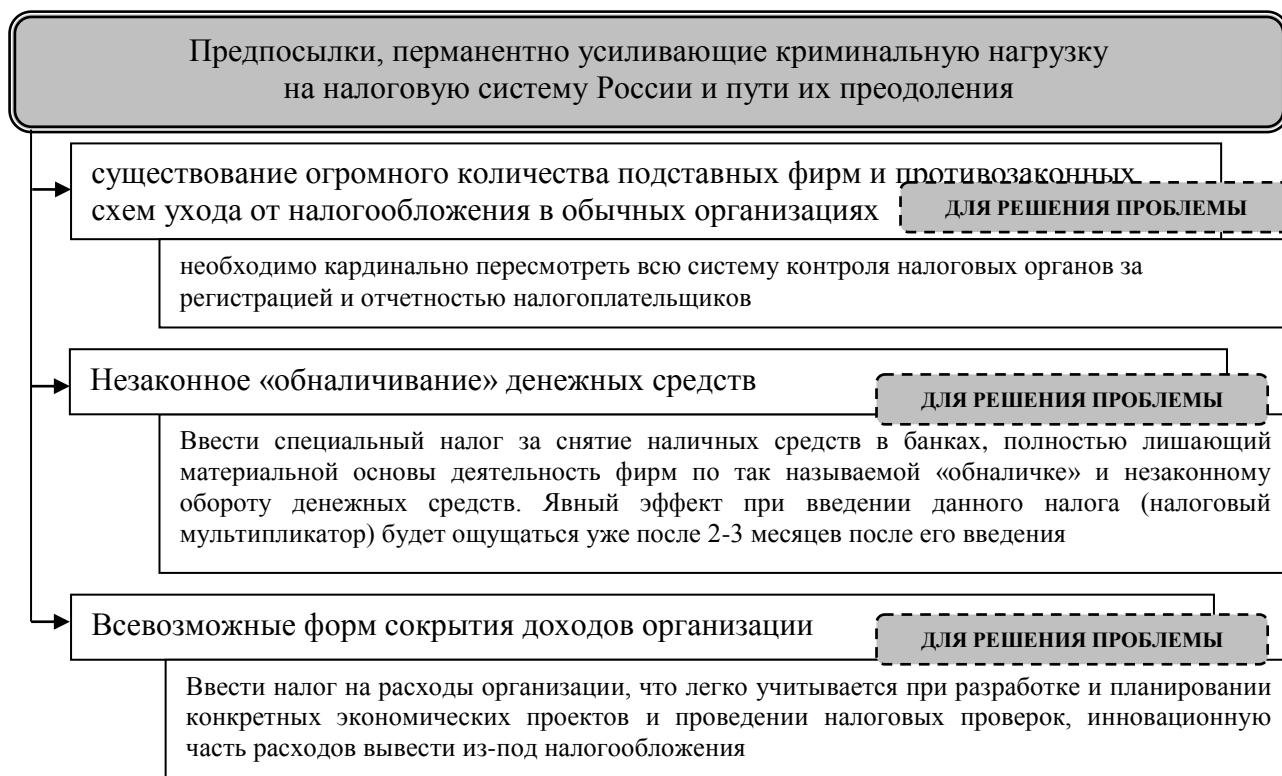 Предпосылки, перманентно усиливающие криминальную нагрузку
на налоговую систему России и пути их преодоления
существование огромного количества подставных фирм и противозаконных
схем ухода от налогообложения в обычных организациях
ДЛЯ РЕШЕНИЯ ПРОБЛЕМЫ
необходимо кардинально пересмотреть всю систему контроля налоговых органов за
регистрацией и отчетностью налогоплательщиков
Незаконное «обналичивание» денежных средств
ДЛЯ РЕШЕНИЯ ПРОБЛЕМЫ
Ввести специальный налог за снятие наличных средств в банках, полностью лишающий
материальной основы деятельность фирм по так называемой «обналичке» и незаконному
обороту денежных средств. Явный эффект при введении данного налога (налоговый
мультипликатор) будет ощущаться уже после 2-3 месяцев после его введения
Всевозможные форм сокрытия доходов организации
ДЛЯ РЕШЕНИЯ ПРОБЛЕМЫ
Ввести налог на расходы организации, что легко учитывается при разработке и планировании
конкретных экономических проектов и проведении налоговых проверок, инновационную
часть расходов вывести из-под налогообложения